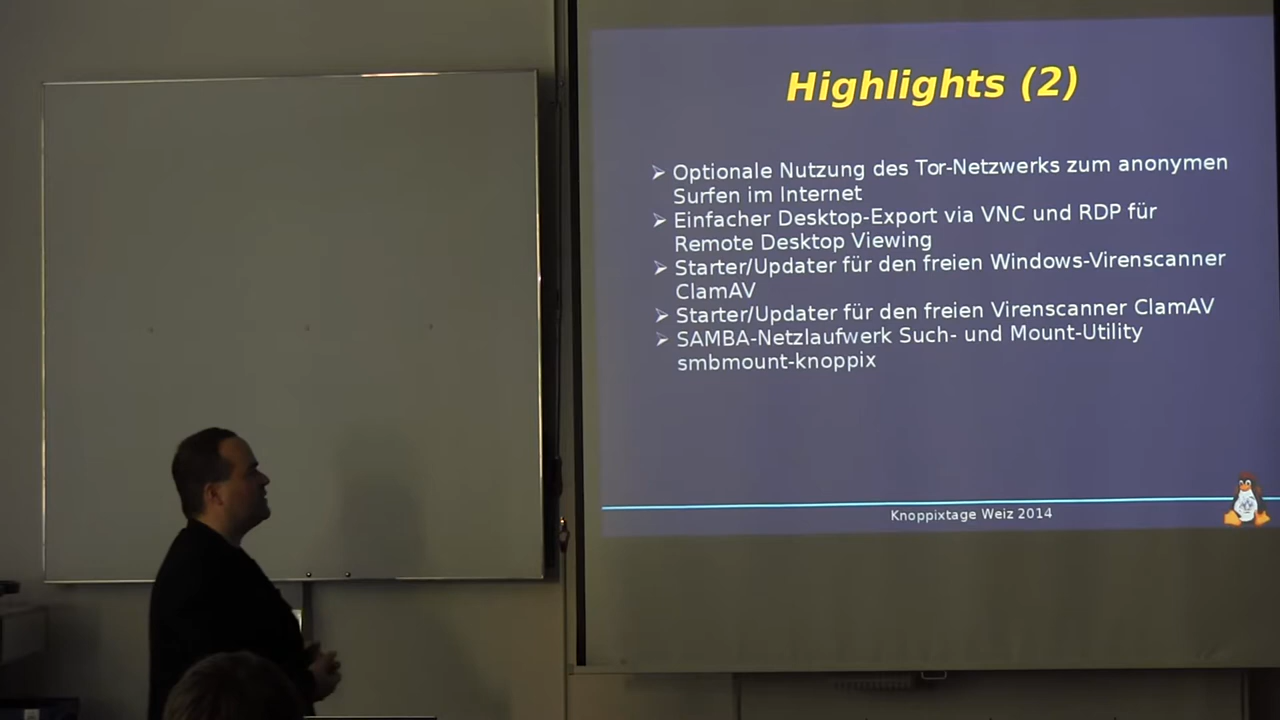 Highlights (2)
Optionale Nutzung des Tor-Netzwerks zum anonymen
Surfen im Internet
Einfacher Desktop-Export via VNC und RDP für
Remote Desktop Viewing
Starter/Updater für den freien Windows-Virenscanner
ClamAV
Starter/Updater für den freien Virenscanner ClamAV
SAMBA-Netzlaufwerk Such- und Mount-Utility
smbmount-knoppix
Knoppixtage Weiz 2014